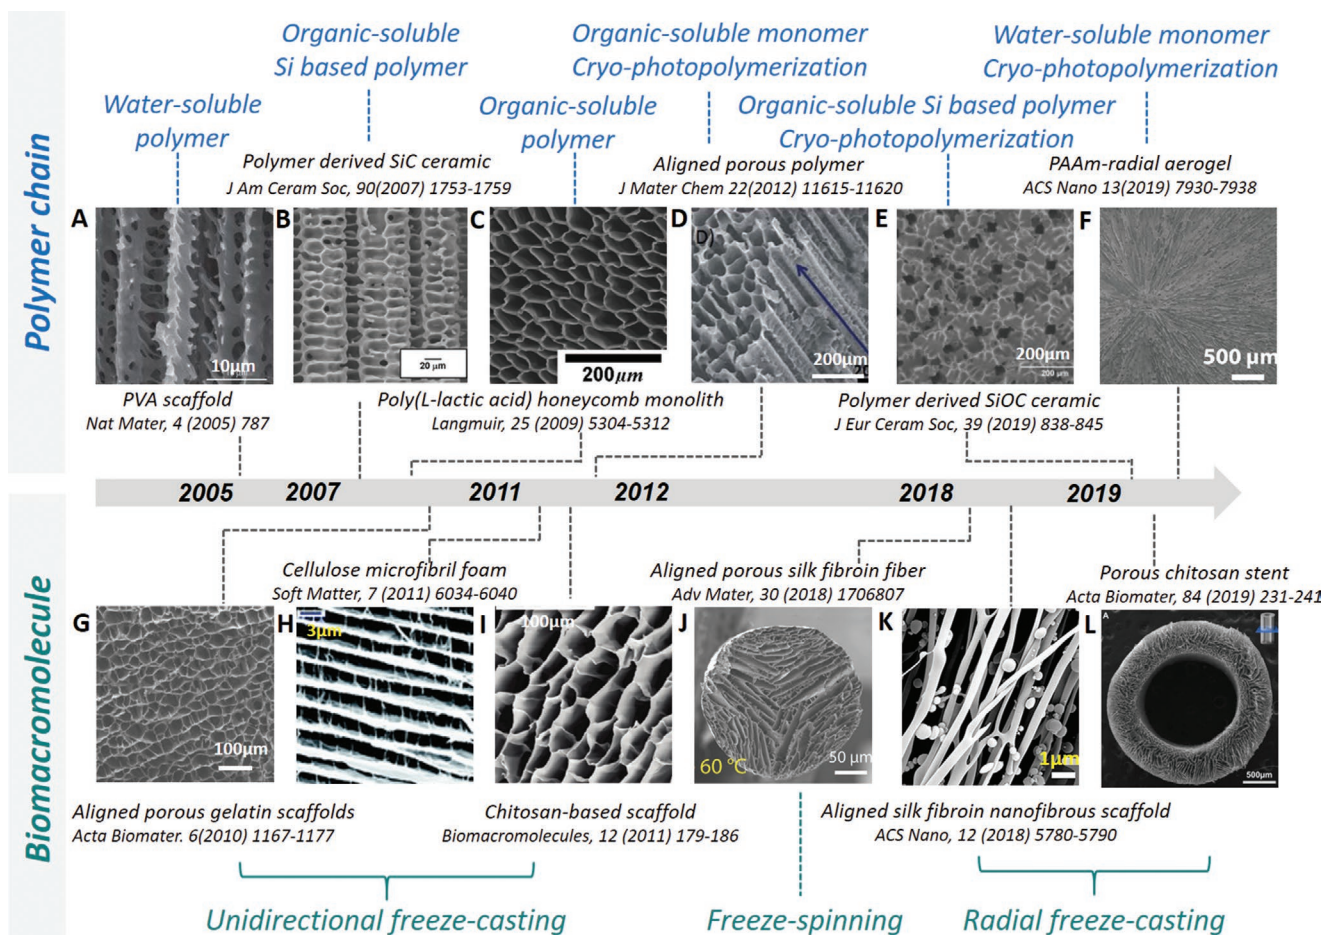 Organic-soluble
Si based polymer
Organic-soluble monomer
Cryo-photopolymerization
Water-soluble monomer
Cryo-photopolymerization
Water-soluble
polymer
Organic-soluble
polymer
Organic-soluble Si based polymer
Cryo-photopolymerization
Polymer chain
Polymer derived SiC ceramic
J Am Ceram Soc, 90(2007) 1753-1759
Aligned porous polymer
J Mater Chem 22(2012) 11615-11620
PAAm-radial aerogel
ACS Nano 13(2019) 7930-7938
A
10μm
B
20 μm
C
200μm
D
D)
200μm
E
200μm
200 μm
F
500 μm
PVA scaffold
Nat Mater, 4 (2005) 787
Poly(L-lactic acid) honeycomb monolith
Langmuir, 25 (2009) 5304-5312
Polymer derived SiOC ceramic
J Eur Ceram Soc, 39 (2019) 838-845
2005
2007
2011
2012
2018
2019
Biomacromolecule
Cellulose microfibril foam
Soft Matter, 7 (2011) 6034-6040
Aligned porous silk fibroin fiber
Adv Mater, 30 (2018) 1706807
Porous chitosan stent
Acta Biomater, 84 (2019) 231-241
G
100μm
H
3μm
I
100μm
J
60 °C
50 μm
K
1μm
L
A
500μm
Aligned porous gelatin scaffolds
Acta Biomater. 6(2010) 1167-1177
Chitosan-based scaffold
Biomacromolecules, 12 (2011) 179-186
Aligned silk fibroin nanofibrous scaffold
ACS Nano, 12 (2018) 5780-5790
Unidirectional freeze-casting
Freeze-spinning
Radial freeze-casting